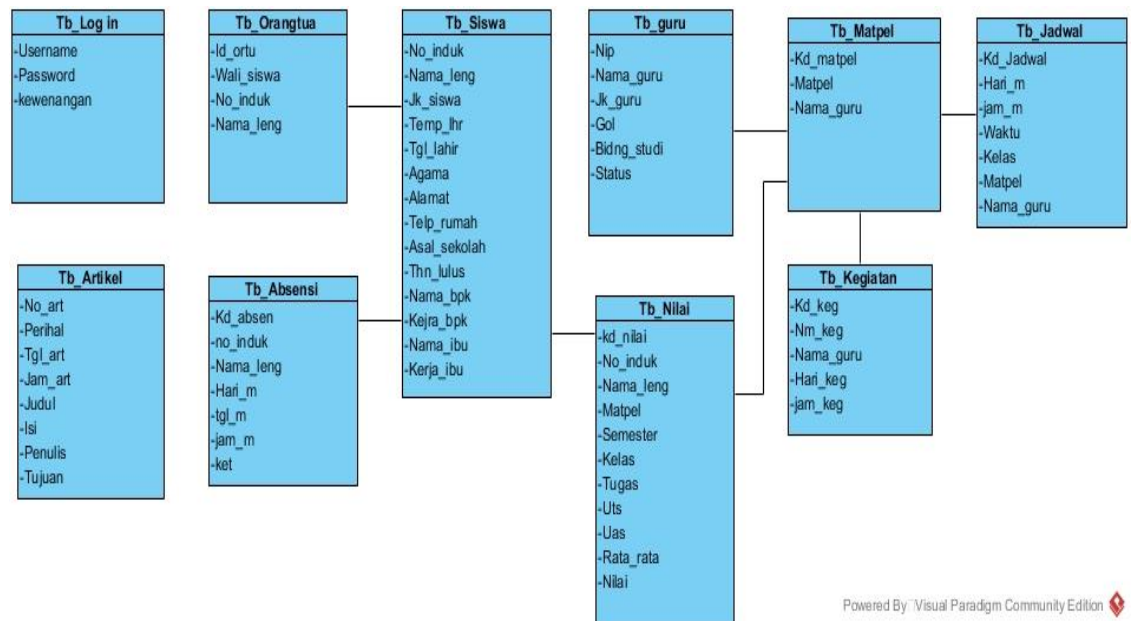 Tb_Log in
-Username
-Password
-kewenangan
Tb_Orangtua
-Id_ortu
-Wali_siswa
-No_induk
-Nama_leng
Tb_Siswa
-No_induk
-Nama_leng
-Jk_siswa
-Temp_lhr
-Tgl_lahir
-Agama
-Alamat
-Telp_rumah
-Asal_sekolah
-Thn_lulus
-Nama_bpk
-Kejra_bpk
-Nama_ibu
-Kerja_ibu
Tb_guru
-Nip
-Nama_guru
-Jk_guru
-Gol
-Bidng_studi
-Status
Tb_Matpel
-Kd_matpel
-Matpel
-Nama_guru
Tb_Jadwal
-Kd_Jadwal
-Hari_m
-jam_m
-Waktu
-Kelas
-Matpel
-Nama_guru
Tb_Artikel
-No_art
-Perihal
-Tgl_art
-Jam_art
-Judul
-Isi
-Penulis
-Tujuan
Tb_Absensi
-Kd_absen
-no_induk
-Nama_leng
-Hari_m
-tgl_m
-jam_m
-ket
Tb_Nilai
-kd_nilai
-No_induk
-Nama_leng
-Matpel
-Semester
-Kelas
-Tugas
-Uts
-Uas
-Rata_rata
-Nilai
Tb_Kegiatan
-Kd_keg
-Nm_keg
-Nama_guru
-Hari_keg
-jam_keg
Powered By Visual Paradigm Community Edition